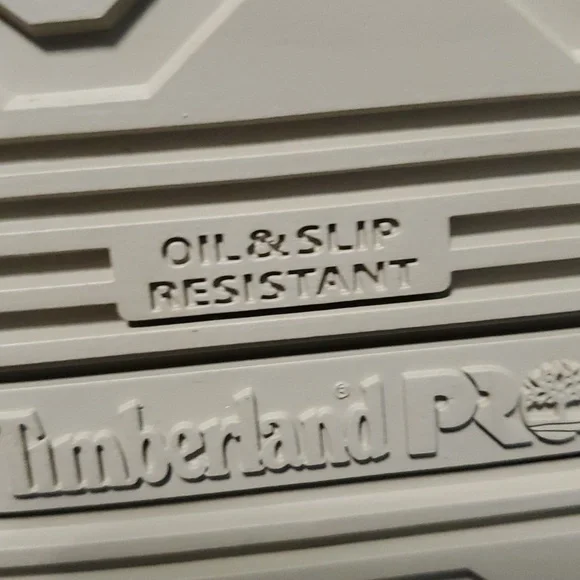 OIL & SLIP
RESISTANT
Timberland® PRO